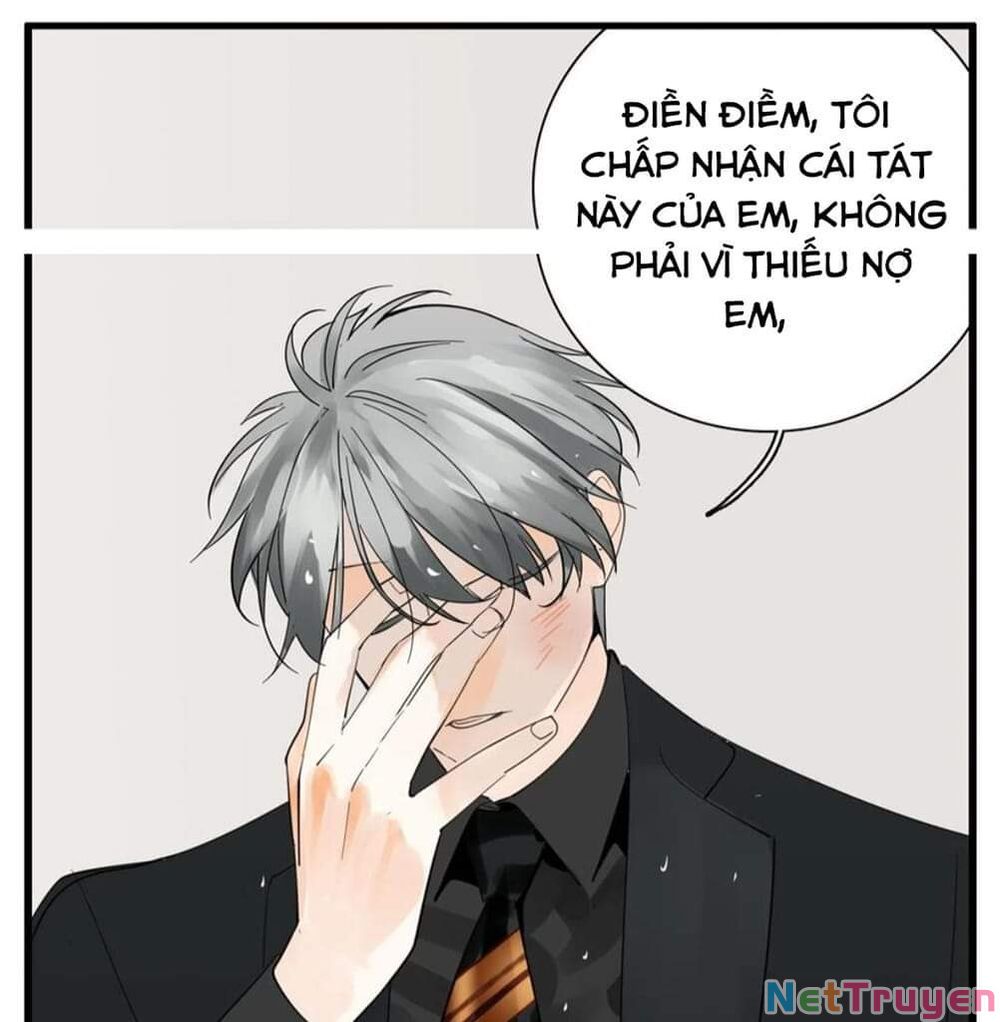 ĐIỀN ĐIỀM, TÔI
CHẤP NHẬN CÁI TÁT
NÀY CỦA EM, KHÔNG
PHẢI VÌ THIẾU NỢ
EM,
NetTruyen